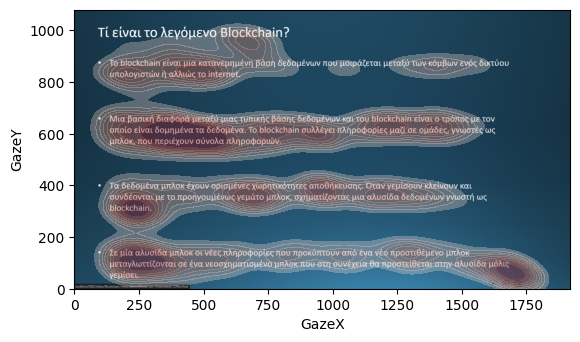 Τί είναι το λεγόμενο Blockchain?
• Το blockchain είναι μια κατανεμημένη βάση δεδομένων που μοιράζεται μεταξύ των κόμβων ενός δικτύου
υπολογιστών ή αλλιώς το internet.
• Μια βασική διαφορά μεταξύ μιας τυπικής βάσης δεδομένων και του blockchain είναι ο τρόπος με τον
οποίο είναι δομημένα τα δεδομένα. Το blockchain συλλέγει πληροφορίες μαζί σε ομάδες, γνωστές ως
μπλοκ, που περιέχουν σύνολα πληροφοριών.
• Τα δεδομένα μπλοκ έχουν ορισμένες χωρητικότητες αποθήκευσης. Όταν γεμίσουν κλείνουν και
συνδέονται με το προηγουμένως γεμάτο μπλοκ, σχηματίζοντας μια αλυσίδα δεδομένων γνωστή ως
blockchain.
• Σε μία αλυσίδα μπλοκ οι νέες πληροφορίες που προκύπτουν από ένα νέο προστιθέμενο μπλοκ
μεταγλωττίζονται σε ένα νεοσχηματισμένο μπλοκ που στη συνέχεια θα προστεθεί στην αλυσίδα μόλις
γεμίσει.
GazeY
1000
800
600
400
200
0
0 250 500 750 1000 1250 1500 1750
GazeX